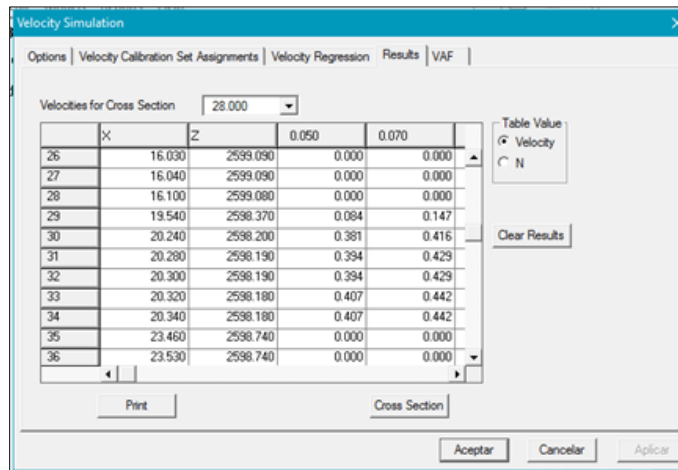 Velocity Simulation
Options Velocity Calibration Set Assignments Velocity Regression Results VAF
Velocities for Cross Section 28.000
X Z 0.050 0.070
26 16.030 2599.090 0.000 0.000
27 16.040 2599.090 0.000 0.000
28 16.100 2599.080 0.000 0.000
29 19.540 2598.370 0.084 0.147
30 20.240 2598.200 0.381 0.416
31 20.280 2598.190 0.394 0.429
32 20.300 2598.190 0.394 0.429
33 20.320 2598.180 0.407 0.442
34 20.340 2598.180 0.407 0.442
35 23.460 2598.740 0.000 0.000
36 23.530 2598.740 0.000 0.000
Table Value
Velocity
N
Clear Results
Print Cross Section
Aceptar Cancelar Aplicar